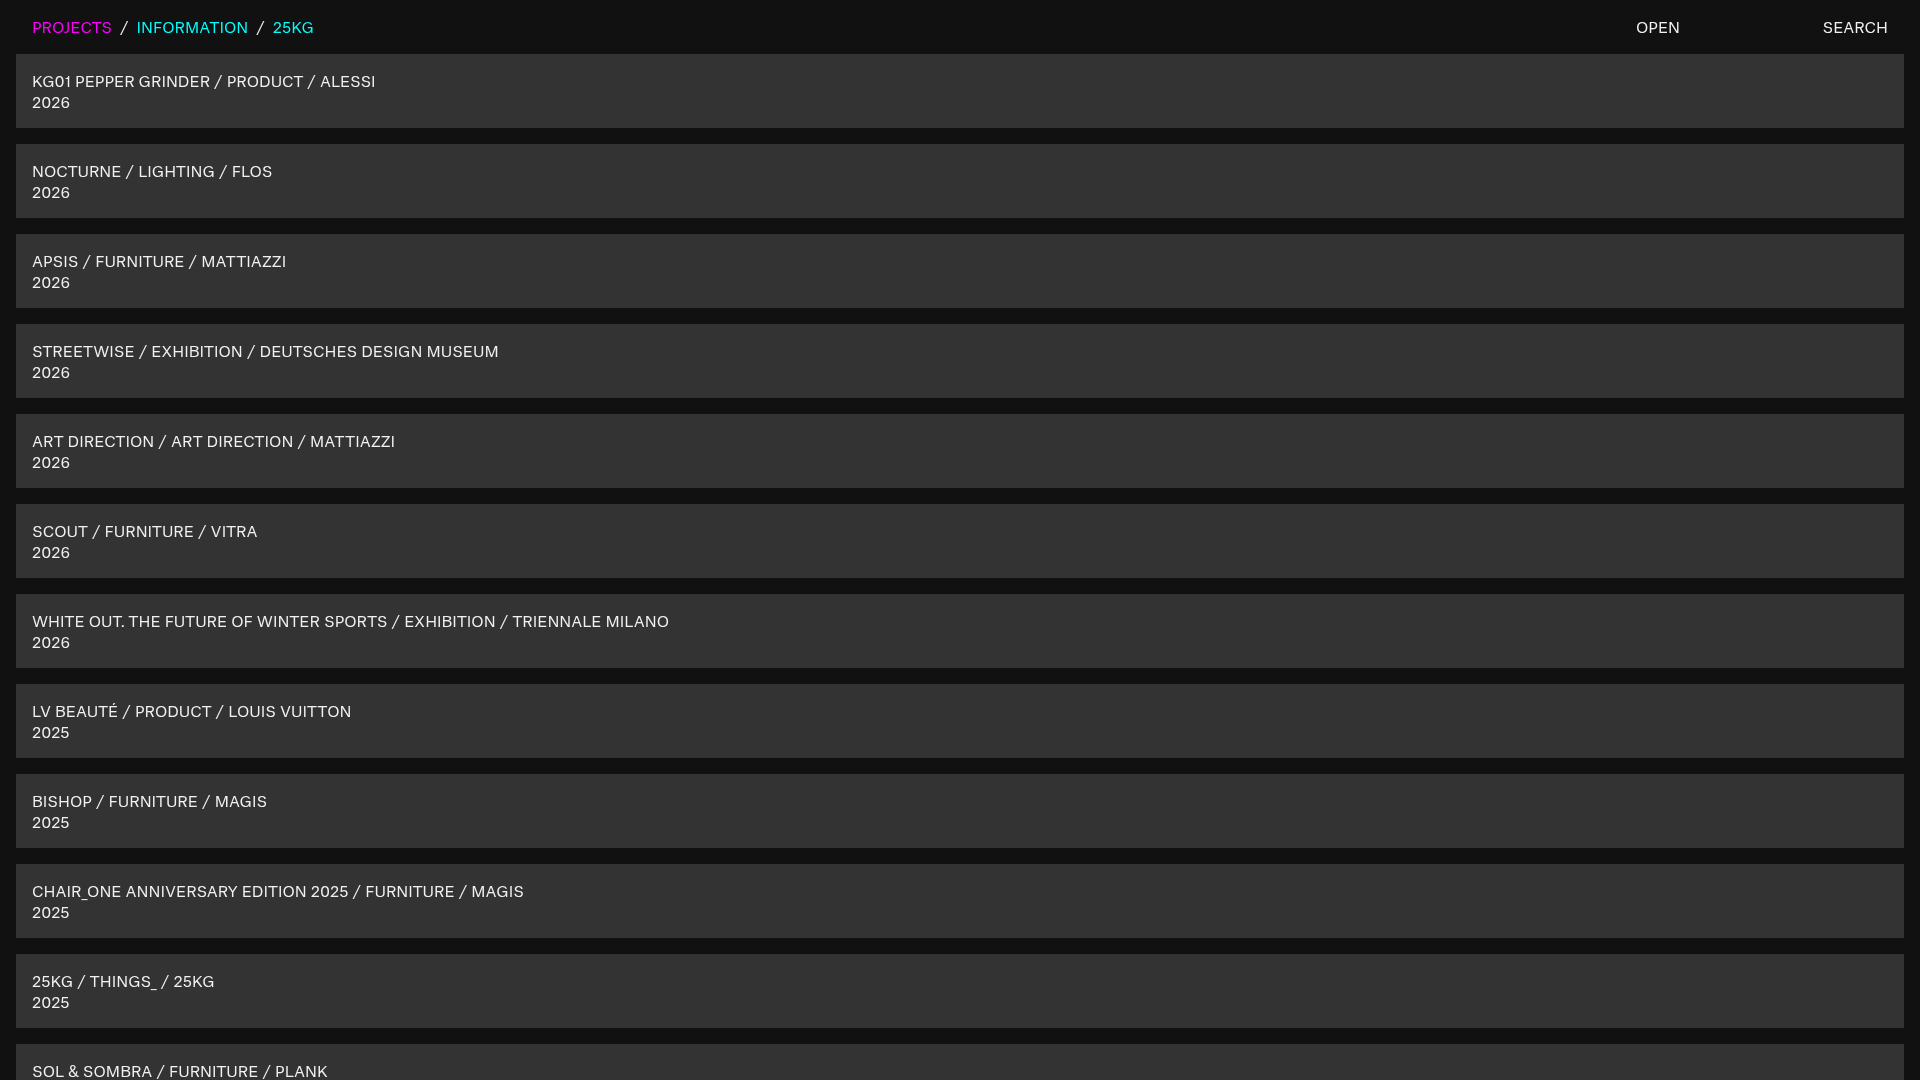 PROJECTS / INFORMATION / 25KG OPEN SEARCH
KG01 PEPPER GRINDER / PRODUCT / ALESSI
2026
NOCTURNE / LIGHTING / FLOS
2026
APSIS / FURNITURE / MATTIAZZI
2026
STREETWISE / EXHIBITION / DEUTSCHES DESIGN MUSEUM
2026
ART DIRECTION / ART DIRECTION / MATTIAZZI
2026
SCOUT / FURNITURE / VITRA
2026
WHITE OUT. THE FUTURE OF WINTER SPORTS / EXHIBITION / TRIENNALE MILANO
2026
LV BEAUTÉ / PRODUCT / LOUIS VUITTON
2025
BISHOP / FURNITURE / MAGIS
2025
CHAIR_ONE ANNIVERSARY EDITION 2025 / FURNITURE / MAGIS
2025
25KG / THINGS_ / 25KG
2025
SOL & SOMBRA / FURNITURE / PLANK